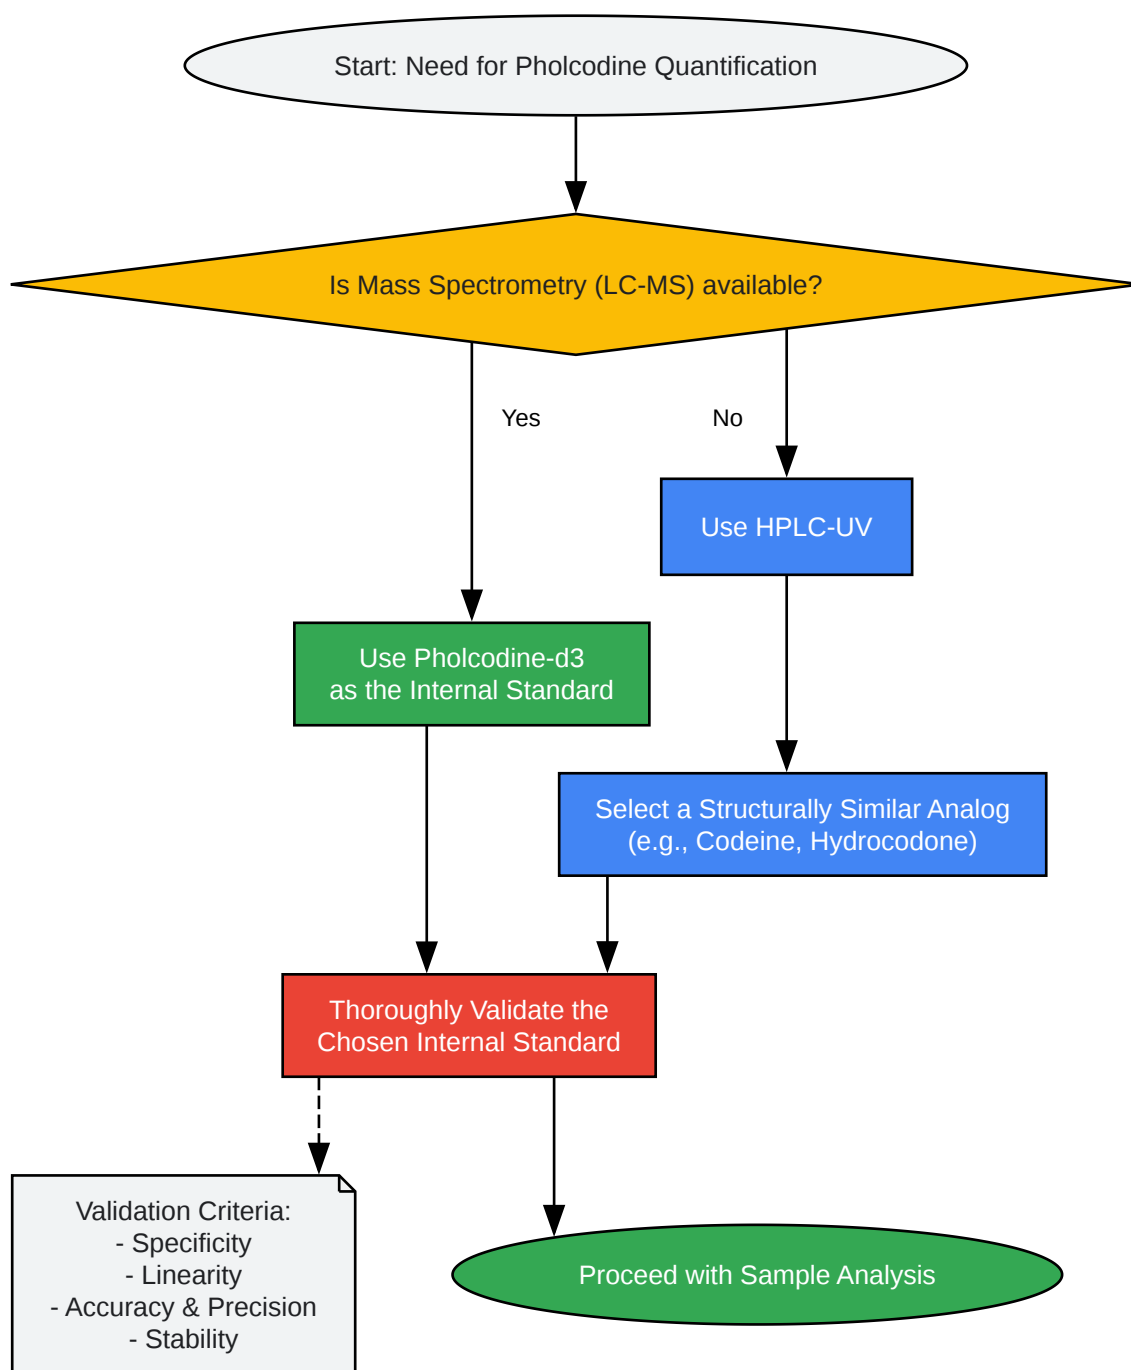 Start: Need for Pholcodine Quantification
Is Mass Spectrometry (LC-MS) available?
Yes
No
Use HPLC-UV
Use Pholcodine-d3
as the Internal Standard
Select a Structurally Similar Analog
(e.g., Codeine, Hydrocodone)
Thoroughly Validate the
Chosen Internal Standard
Validation Criteria:
- Specificity
- Linearity
- Accuracy & Precision
- Stability
Proceed with Sample Analysis